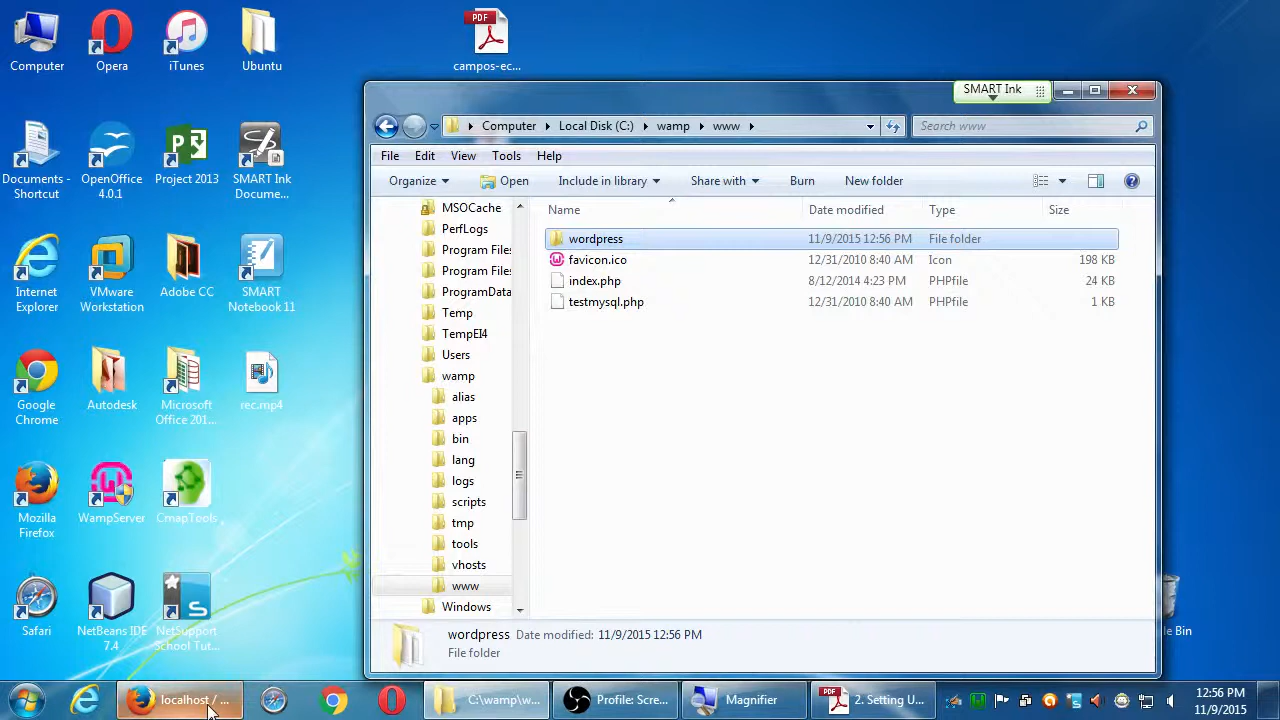 Computer
Opera
iTunes
Ubuntu
PDF
campos-ec...
Documents -
Shortcut
OpenOffice
4.0.1
Project 2013
SMART Ink
Docume...
Internet
Explorer
VMware
Workstation
Adobe CC
SMART
Notebook 11
Google
Chrome
Autodesk
Microsoft
Office 201...
rec.mp4
Mozilla
Firefox
WampServer
CmapTools
Safari
NetBeans IDE
7.4
NetSupport
School Tut...
le Bin
SMART Ink
Computer Local Disk (C:) wamp www
Search www
File Edit View Tools Help
Organize Open Include in library Share with Burn New folder
MSOCache
PerfLogs
Program Files
Program Files
ProgramData
Temp
TempEI4
Users
wamp
alias
apps
bin
lang
logs
scripts
tmp
tools
vhosts
www
Windows
Name Date modified Type Size
wordpress 11/9/2015 12:56 PM File folder
favicon.ico 12/31/2010 8:40 AM Icon 198 KB
index.php 8/12/2014 4:23 PM PHPfile 24 KB
testmysql.php 12/31/2010 8:40 AM PHPfile 1 KB
wordpress Date modified: 11/9/2015 12:56 PM
File folder
localhost / ...
C:\wamp\w...
Profile: Scre...
Magnifier
PDF
2. Setting U...
12:56 PM
11/9/2015